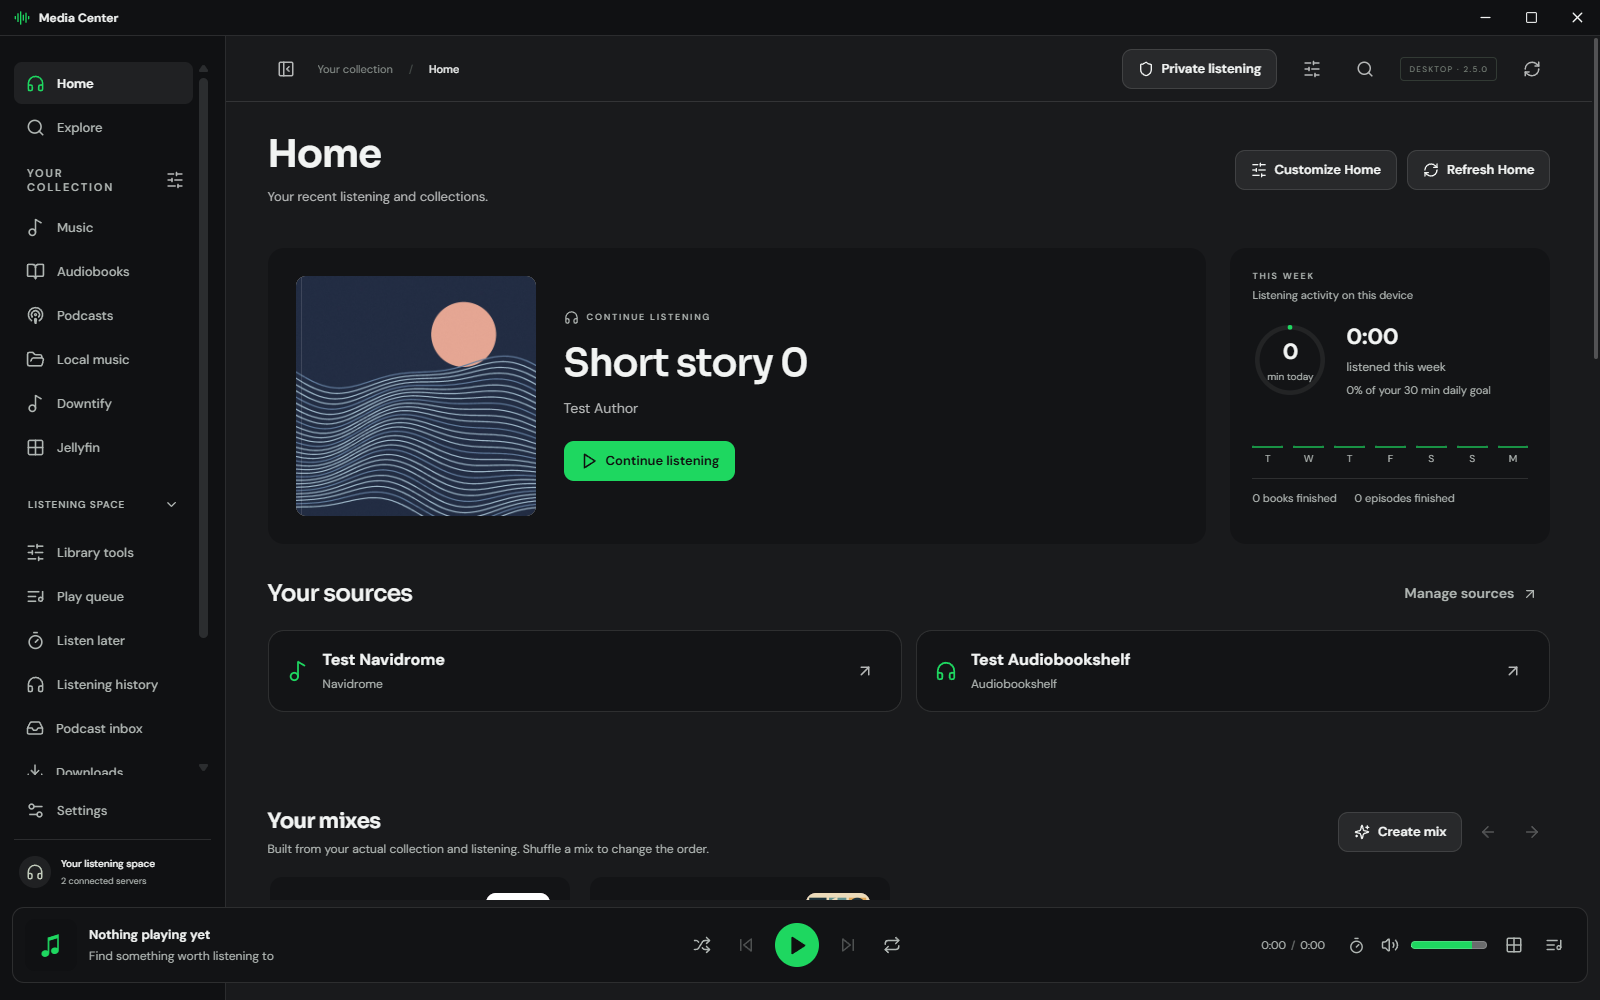 Media Center
Home
Explore
YOUR
COLLECTION
Music
Audiobooks
Podcasts
Local music
Downtify
Jellyfin
LISTENING SPACE
Library tools
Play queue
Listen later
Listening history
Podcast inbox
Downloads
Settings
Your listening space
2 connected servers
Your collection / Home
Private listening
DESKTOP · 2.5.0
Home
Your recent listening and collections.
Customize Home
Refresh Home
CONTINUE LISTENING
Short story 0
Test Author
Continue listening
THIS WEEK
Listening activity on this device
0
min today
0:00
listened this week
0% of your 30 min daily goal
T W T F S S M
0 books finished 0 episodes finished
Your sources
Manage sources
Test Navidrome
Navidrome
Test Audiobookshelf
Audiobookshelf
Your mixes
Built from your actual collection and listening. Shuffle a mix to change the order.
Create mix
Nothing playing yet
Find something worth listening to
0:00 / 0:00